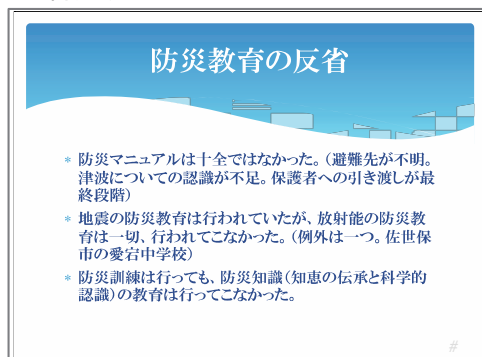 防災教育の反省
* 防災マニュアルは十全ではなかった。(避難先が不明。
津波についての認識が不足。保護者への引き渡しが最
終段階)
* 地震の防災教育は行われていたが、放射能の防災教
育は一切、行われてこなかった。(例外は一つ。佐世保
市の愛宕中学校)
* 防災訓練は行っても、防災知識(知恵の伝承と科学的
認識)の教育は行ってこなかった。
#